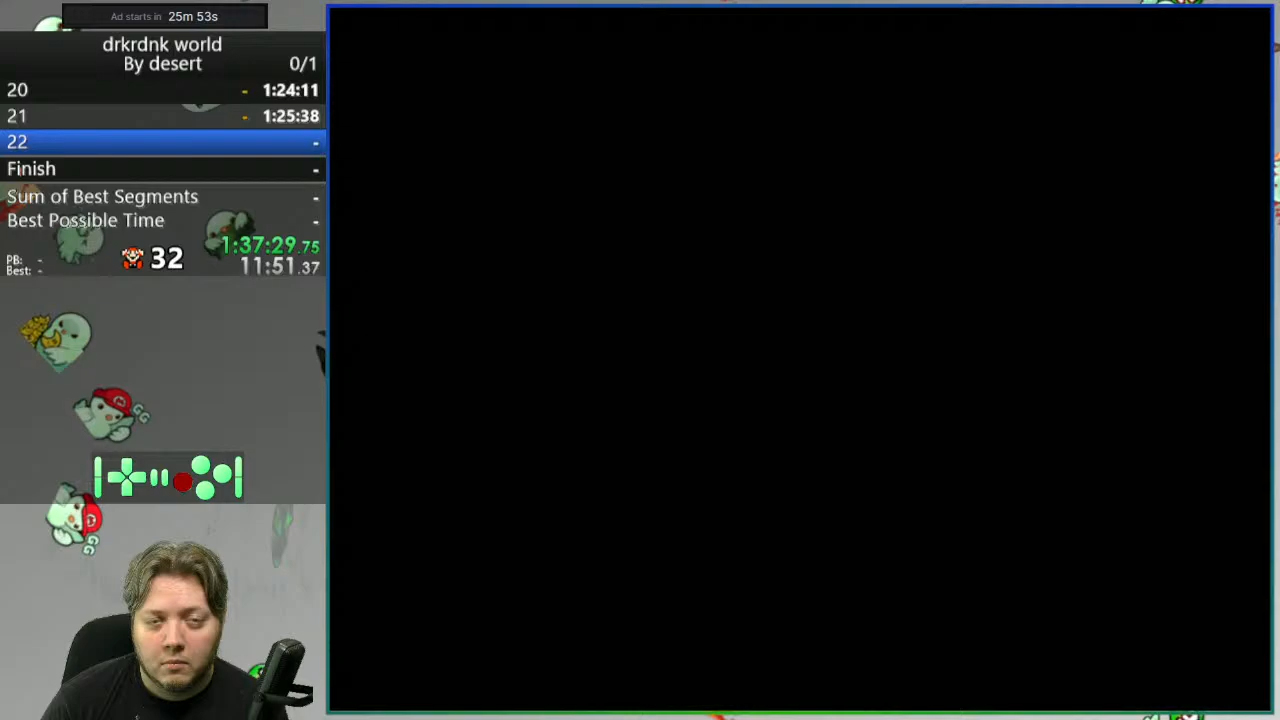 Ad starts in 25m 53s
drkrdnk world
By desert 0/1
20 - 1:24:11
21 - 1:25:38
22 -
Finish -
Sum of Best Segments -
Best Possible Time -
PB: - 32 1:37:29.75
Best: - 11:51.37
GG
GG